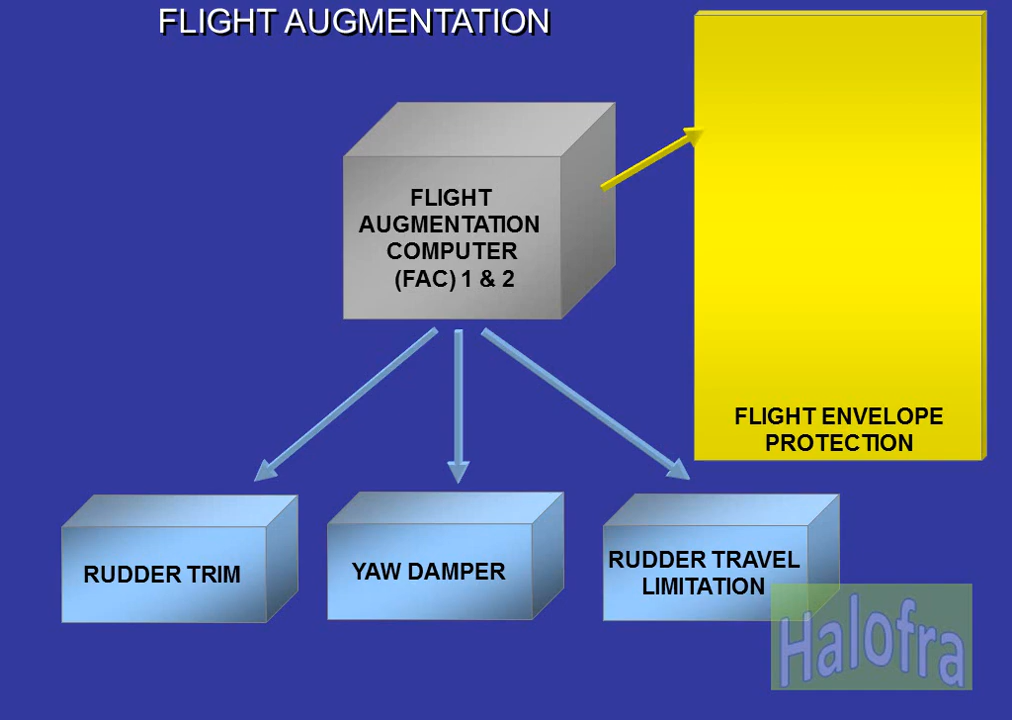 FLIGHT AUGMENTATION
FLIGHT
AUGMENTATION
COMPUTER
(FAC) 1 & 2
FLIGHT ENVELOPE
PROTECTION
RUDDER TRIM
YAW DAMPER
RUDDER TRAVEL
LIMITATION
Halofra